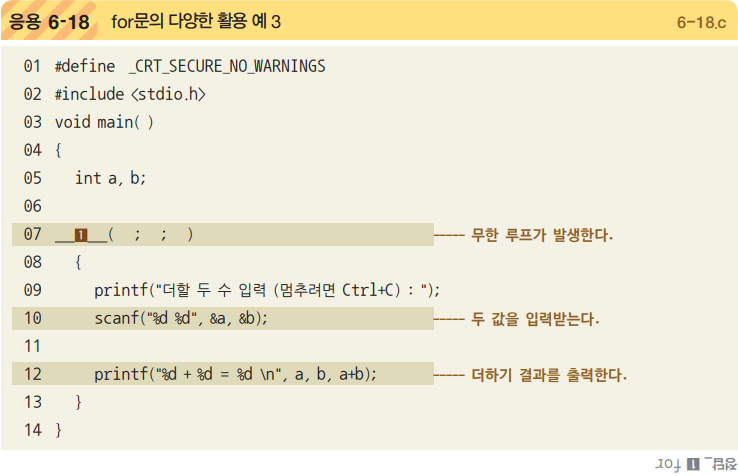 응용 6-18 for문의 다양한 활용 예 3 6-18.c
01 #define _CRT_SECURE_NO_WARNINGS
02 #include <stdio.h>
03 void main( )
04 {
05 int a, b;
06
07 __1__( ; ; ) 무한 루프가 발생한다.
08 {
09 printf("더할 두 수 입력 (멈추려면 Ctrl+C) : ");
10 scanf("%d %d", &a, &b); 두 값을 입력받는다.
11
12 printf("%d + %d = %d \n", a, b, a+b); 더하기 결과를 출력한다.
13 }
14 }
정답 1 for